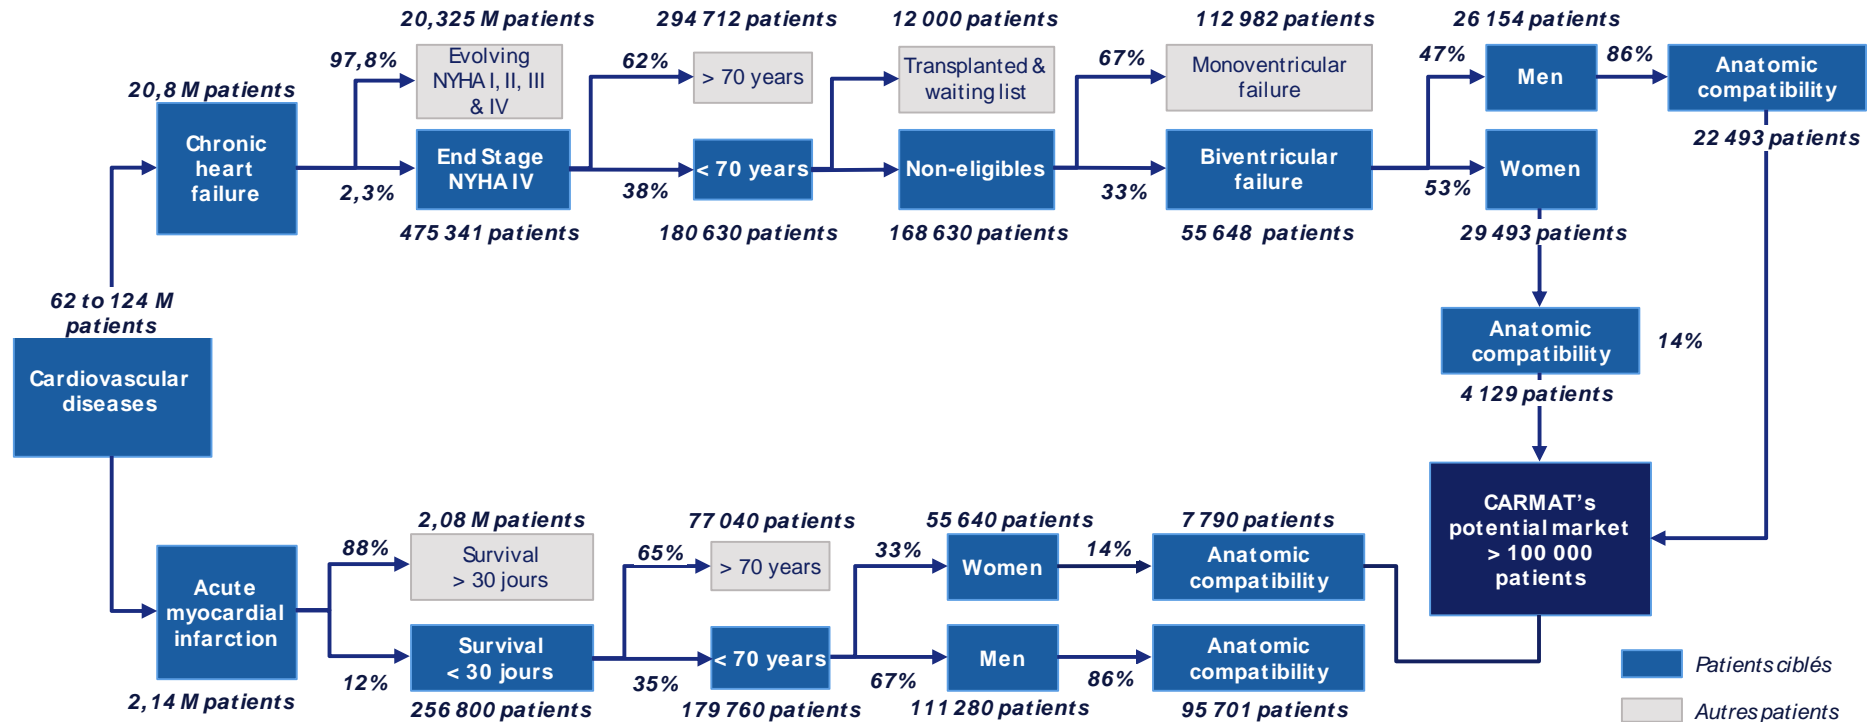 20,325 M patients
294 712 patients
12 000 patients
112 982 patients
26 154 patients
97,8%
Evolving
NYHA I, II, III
& IV
62%
> 70 years
Transplanted &
waiting list
67%
Monoventricular
failure
47%
Men
86%
Anatomic
compatibility
20,8 M patients
Chronic
heart
failure
2,3%
End Stage
NYHA IV
38%
< 70 years
Non-eligibles
33%
Biventricular
failure
53%
Women
22 493 patients
475 341 patients
180 630 patients
168 630 patients
55 648 patients
29 493 patients
62 to 124 M
patients
Cardiovascular
diseases
Anatomic
compatibility
14%
4 129 patients
CARMAT's
potential market
> 100 000
patients
2,08 M patients
77 040 patients
55 640 patients
7 790 patients
88%
Survival
> 30 jours
65%
> 70 years
33%
Women
14%
Anatomic
compatibility
Acute
myocardial
infarction
12%
Survival
< 30 jours
35%
< 70 years
67%
Men
86%
Anatomic
compatibility
2,14 M patients
256 800 patients
179 760 patients
111 280 patients
95 701 patients
Patients ciblés
Autres patients